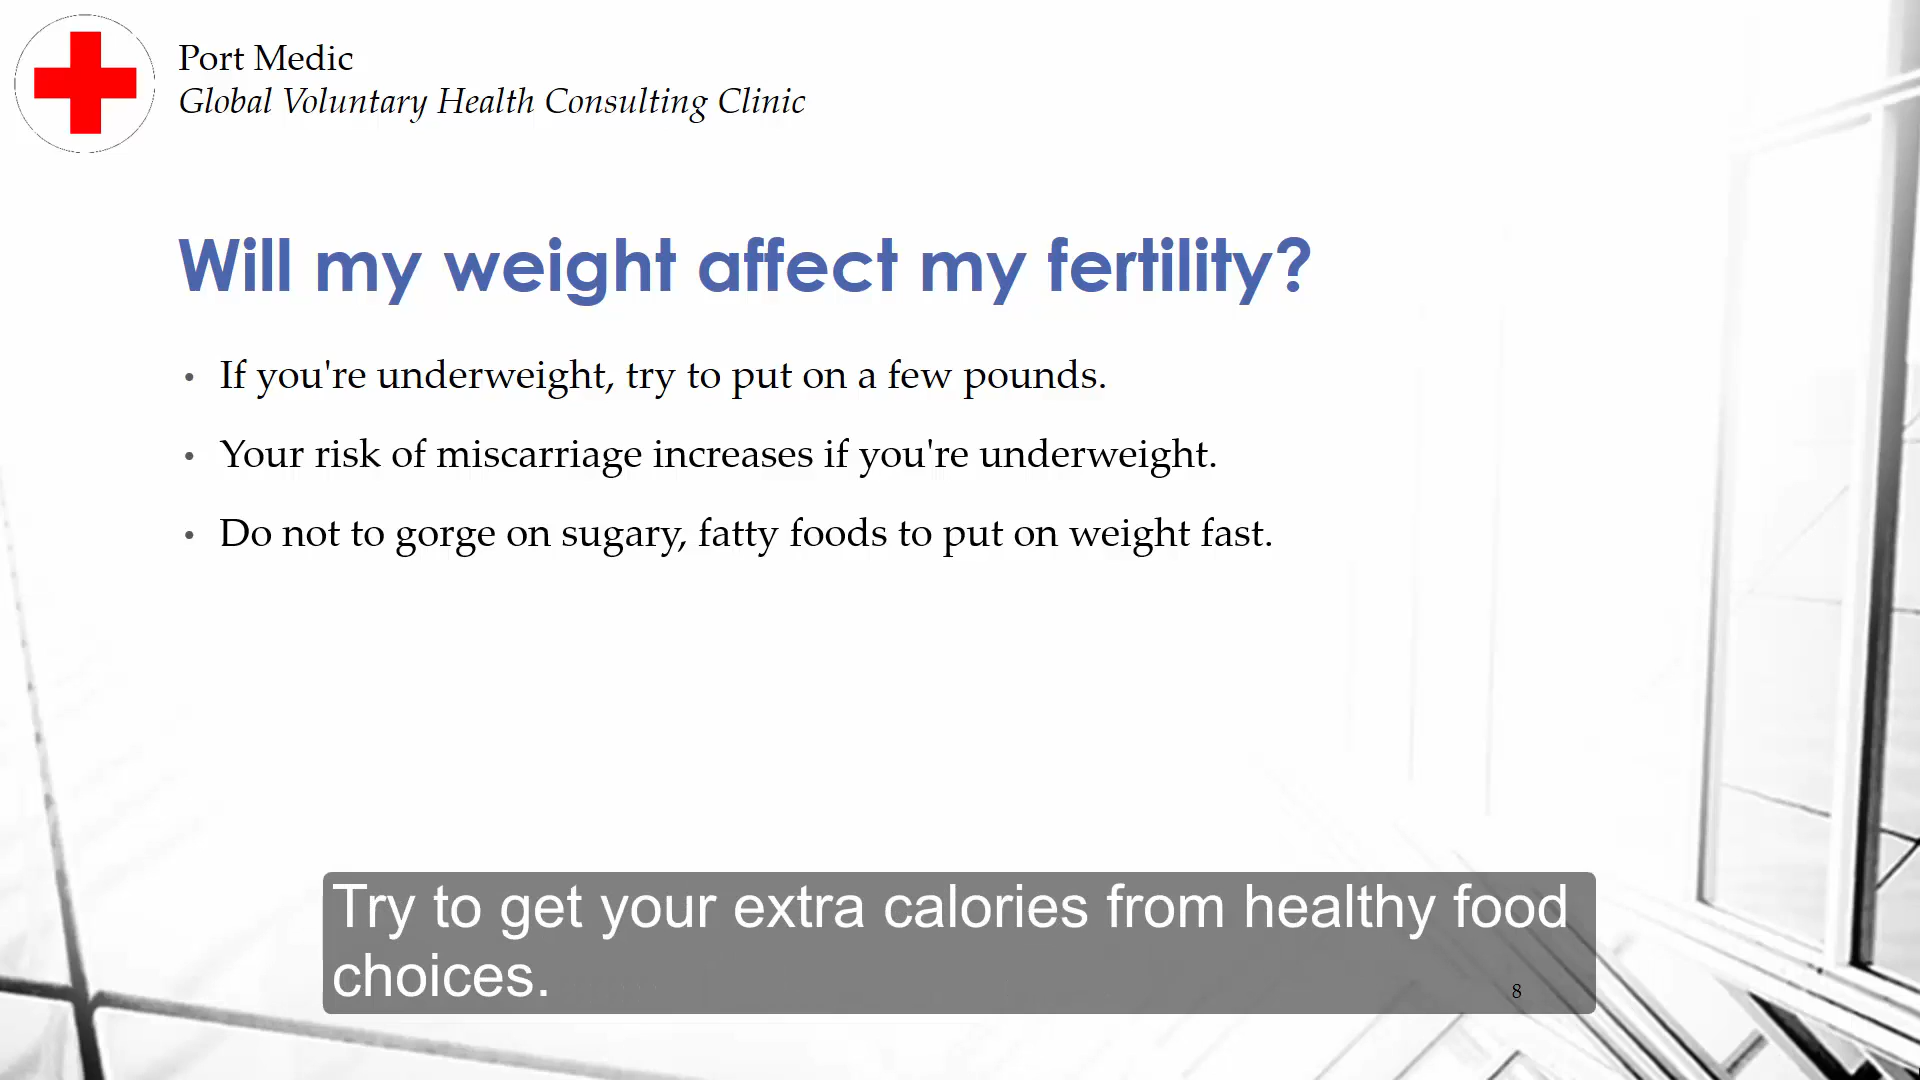 Port Medic
Global Voluntary Health Consulting Clinic
Will my weight affect my fertility?
• If you're underweight, try to put on a few pounds.
• Your risk of miscarriage increases if you're underweight.
• Do not to gorge on sugary, fatty foods to put on weight fast.
Try to get your extra calories from healthy food
choices.
8